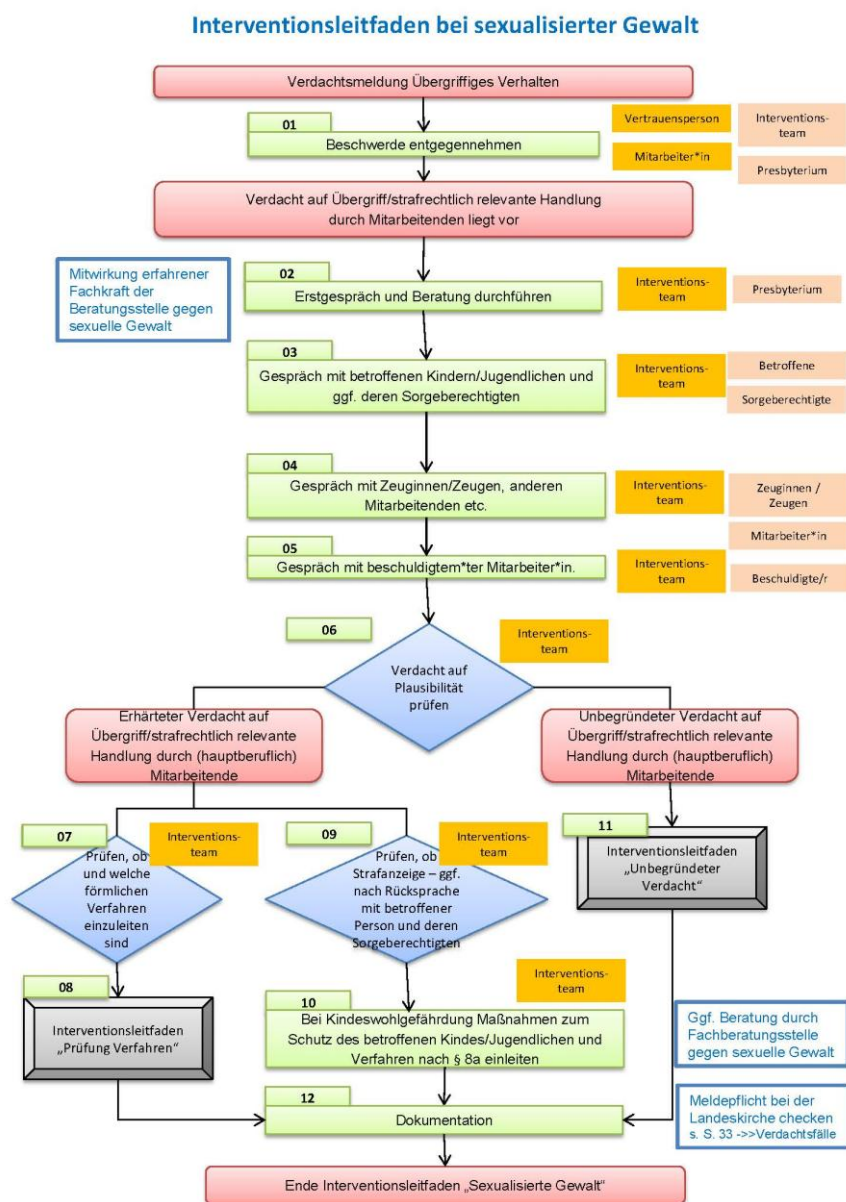 Interventionsleitfaden bei sexualisierter Gewalt
Verdachtsmeldung Übergriffiges Verhalten
01
Beschwerde entgegennehmen
Vertrauensperson
Mitarbeiter*in
Interventions-
team
Presbyterium
Verdacht auf Übergriff/strafrechtlich relevante Handlung
durch Mitarbeitenden liegt vor
Mitwirkung erfahrener
Fachkraft der
Beratungsstelle gegen
sexuelle Gewalt
02
Erstgespräch und Beratung durchführen
Interventions-
team
Presbyterium
03
Gespräch mit betroffenen Kindern/Jugendlichen und
ggf. deren Sorgeberechtigten
Interventions-
team
Betroffene
Sorgeberechtigte
04
Gespräch mit Zeuginnen/Zeugen, anderen
Mitarbeitenden etc.
Interventions-
team
Zeuginnen /
Zeugen
Mitarbeiter*in
05
Gespräch mit beschuldigtem*ter Mitarbeiter*in.
Interventions-
team
Beschuldigte/r
06
Interventions-
team
Verdacht auf
Plausibilität
prüfen
Erhärteter Verdacht auf
Übergriff/strafrechtlich relevante
Handlung durch (hauptberuflich)
Mitarbeitende
Unbegründeter Verdacht auf
Übergriff/strafrechtlich relevante
Handlung durch (hauptberuflich)
Mitarbeitende
07
Interventions-
team
Prüfen, ob
und welche
förmlichen
Verfahren
einzuleiten
sind
09
Interventions-
team
Prüfen, ob
Strafanzeige – ggf.
nach Rücksprache
mit betroffener
Person und deren
Sorgeberechtigten
11
Interventionsleitfaden
„Unbegründeter
Verdacht"
08
Interventionsleitfaden
„Prüfung Verfahren"
Interventions-
team
10
Bei Kindeswohlgefährdung Maßnahmen zum
Schutz des betroffenen Kindes/Jugendlichen und
Verfahren nach § 8a einleiten
Ggf. Beratung durch
Fachberatungsstelle
gegen sexuelle Gewalt
12
Dokumentation
Meldepflicht bei der
Landeskirche checken
s. S. 33 ->>Verdachtsfälle
Ende Interventionsleitfaden „Sexualisierte Gewalt"